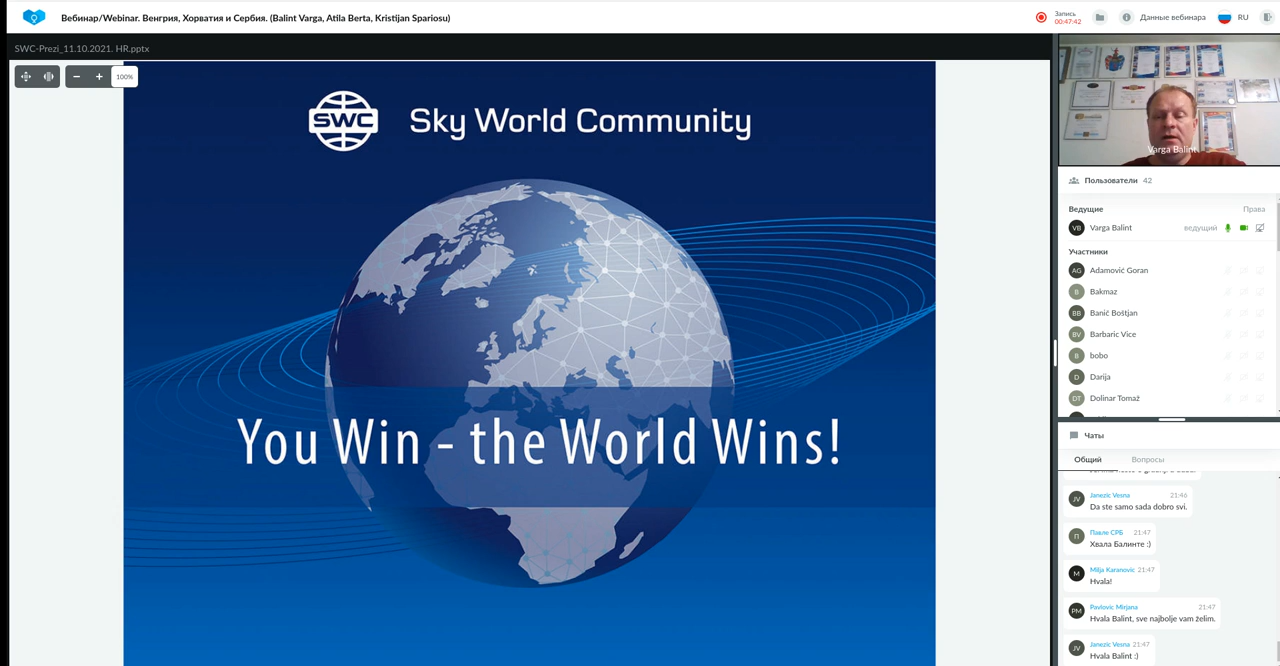 Вебинар/Webinar. Венгрия, Хорватия и Сербия. (Balint Varga, Atila Berta, Kristijan Spariosu)
Запись
00:47:42
Данные вебинара
RU
SWC-Prezi_11.10.2021. HR.pptx
100%
SWC
Sky World Community
You Win - the World Wins!
Varga Balint
Пользователи 42
Ведущие Права
VB Varga Balint ведущий
Участники
AG Adamović Goran
B Bakmaz
BB Banič Boštjan
BV Barbaric Vice
B bobo
D Darija
DT Dolinar Tomaž
Чаты
Общий Вопросы
JV Janezic Vesna 21:46
Da ste samo sada dobro svi.
П Павле СРБ 21:47
Хвала Балинте :)
M Milja Karanovic 21:47
Hvala!
PM Pavlovic Mirjana 21:47
Hvala Balint, sve najbolje vam želim.
JV Janezic Vesna 21:47
Hvala Balint :)